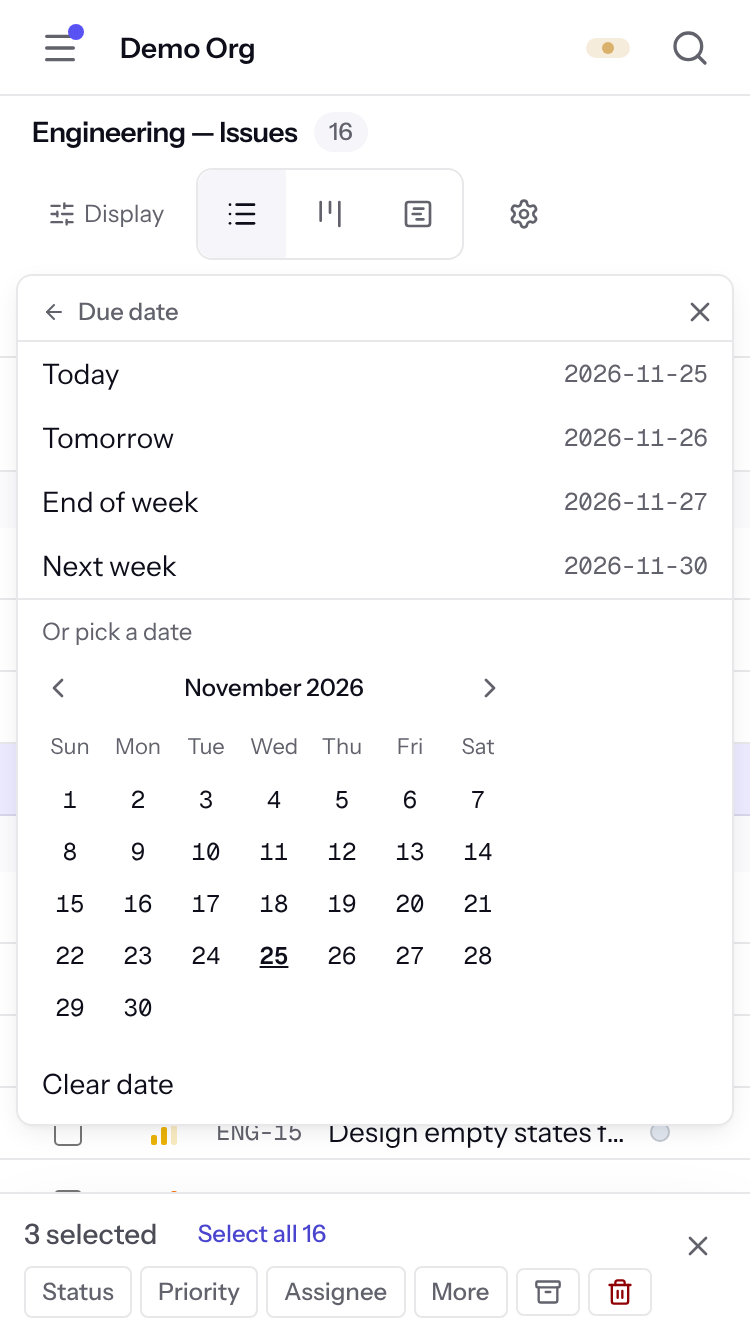 Demo Org
Engineering — Issues 16
Display
Due date
Today 2026-11-25
Tomorrow 2026-11-26
End of week 2026-11-27
Next week 2026-11-30
Or pick a date
November 2026
Sun Mon Tue Wed Thu Fri Sat
1 2 3 4 5 6 7
8 9 10 11 12 13 14
15 16 17 18 19 20 21
22 23 24 25 26 27 28
29 30
Clear date
ENG-15 Design empty states f…
3 selected Select all 16
Status Priority Assignee More